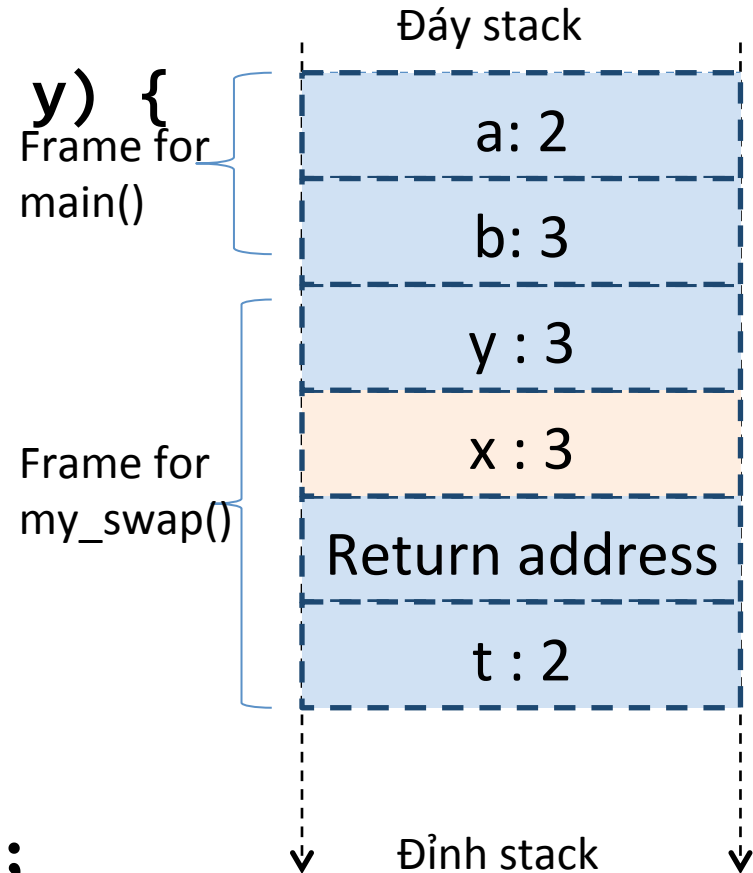 Đáy stack
y) {
Frame for
main()
a: 2
b: 3
y : 3
x : 3
Frame for
my_swap()
Return address
t : 2
;
Đỉnh stack